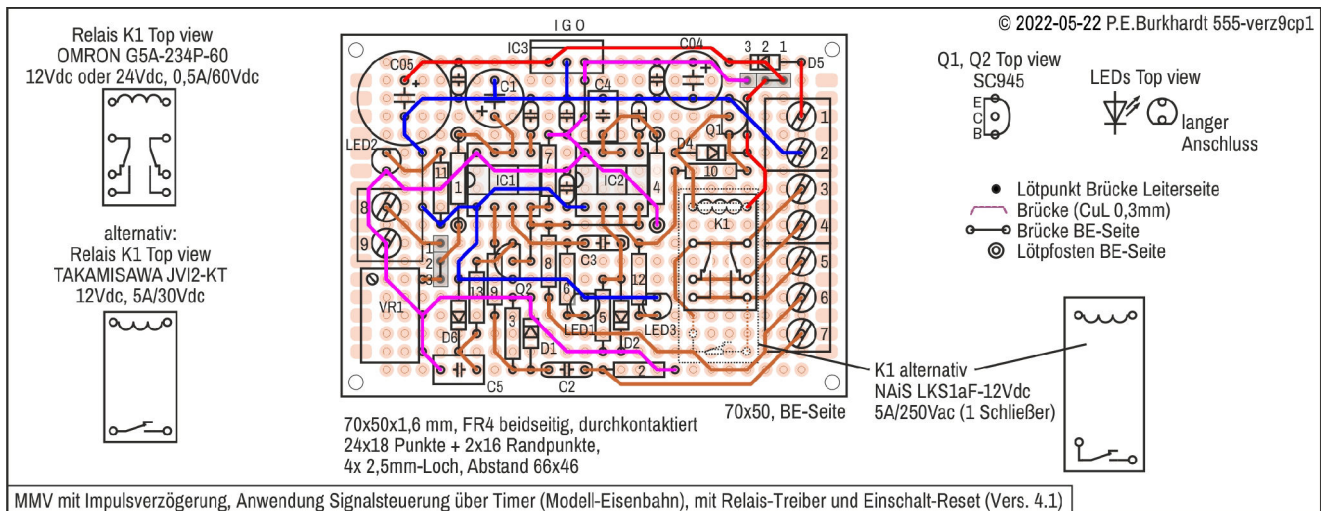 © 2022-05-22 P.E.Burkhardt 555-verz9cp1
Relais K1 Top view
OMRON G5A-234P-60
12Vdc oder 24Vdc, 0,5A/60Vdc
alternativ:
Relais K1 Top view
TAKAMISAWA JVI2-KT
12Vdc, 5A/30Vdc
I G O
IC3
C05
C1
C4
C04
3 2 1
D5
Q1
D4
LED2
11
1
IC1
7
IC2
4
10
1
2
3
4
5
6
7
8
9
K1
1
2
3
C3
VR1
13
9
Q2
8
6
12
3
5
LED1
LED3
D6
D1
D2
2
C5
C2
70x50, BE-Seite
70x50x1,6 mm, FR4 beidseitig, durchkontaktiert
24x18 Punkte + 2x16 Randpunkte,
4x 2,5mm-Loch, Abstand 66x46
Q1, Q2 Top view
SC945
E
C
B
LEDs Top view
langer
Anschluss
Lötpunkt Brücke Leiterseite
Brücke (CuL 0,3mm)
Brücke BE-Seite
Lötpfosten BE-Seite
K1 alternativ
NAiS LKS1aF-12Vdc
5A/250Vac (1 Schließer)
MMV mit Impulsverzögerung, Anwendung Signalsteuerung über Timer (Modell-Eisenbahn), mit Relais-Treiber und Einschalt-Reset (Vers. 4.1)